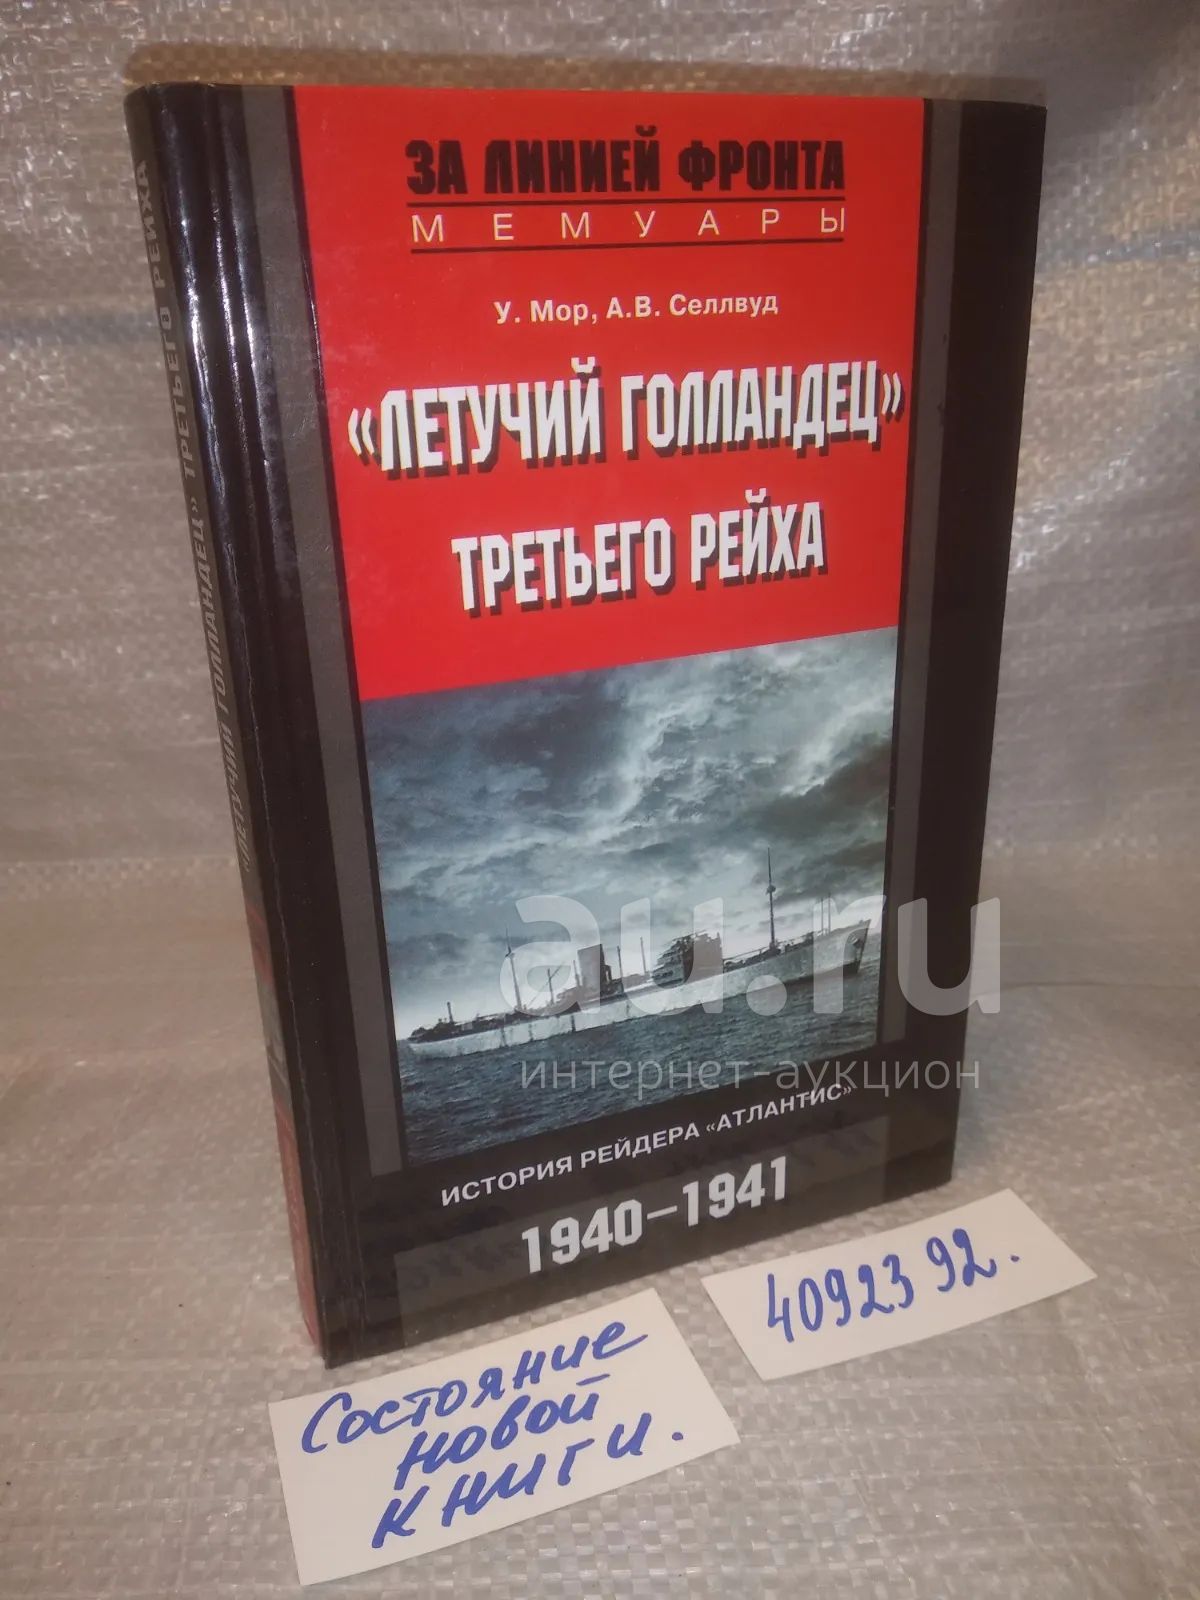 ЗА ЛИНИЕЙ ФРОНТА
МЕМУАРЫ
У. Мор, А.В. Селлвуд
«ЛЕТУЧИЙ ГОЛЛАНДЕЦ»
ТРЕТЬЕГО РЕЙХА
«ЛЕТУЧИЙ ГОЛЛАНДЕЦ» ТРЕТЬЕГО РЕЙХА
au.ru
интернет-аукцион
ИСТОРИЯ РЕЙДЕРА «АТЛАНТИС»
1940–1941
4092392.
Состояние
новой
книги.